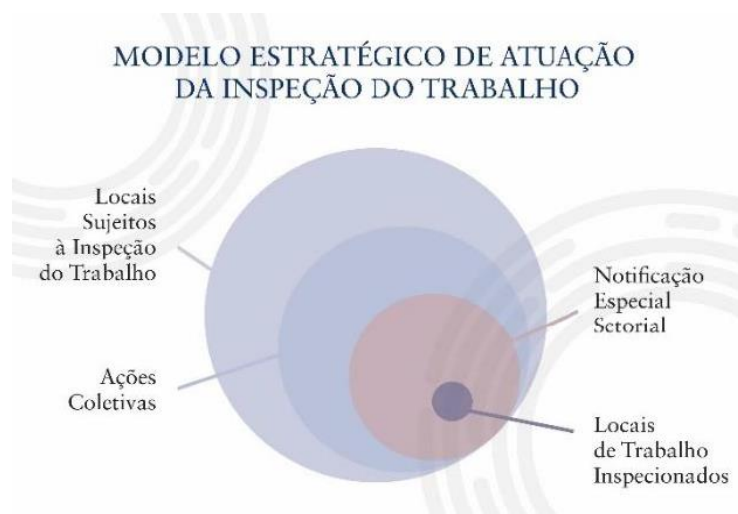 MODELO ESTRATÉGICO DE ATUAÇÃO
DA INSPEÇÃO DO TRABALHO
Locais
Sujeitos
à Inspeção
do Trabalho
Ações
Coletivas
Notificação
Especial
Setorial
Locais
de Trabalho
Inspecionados